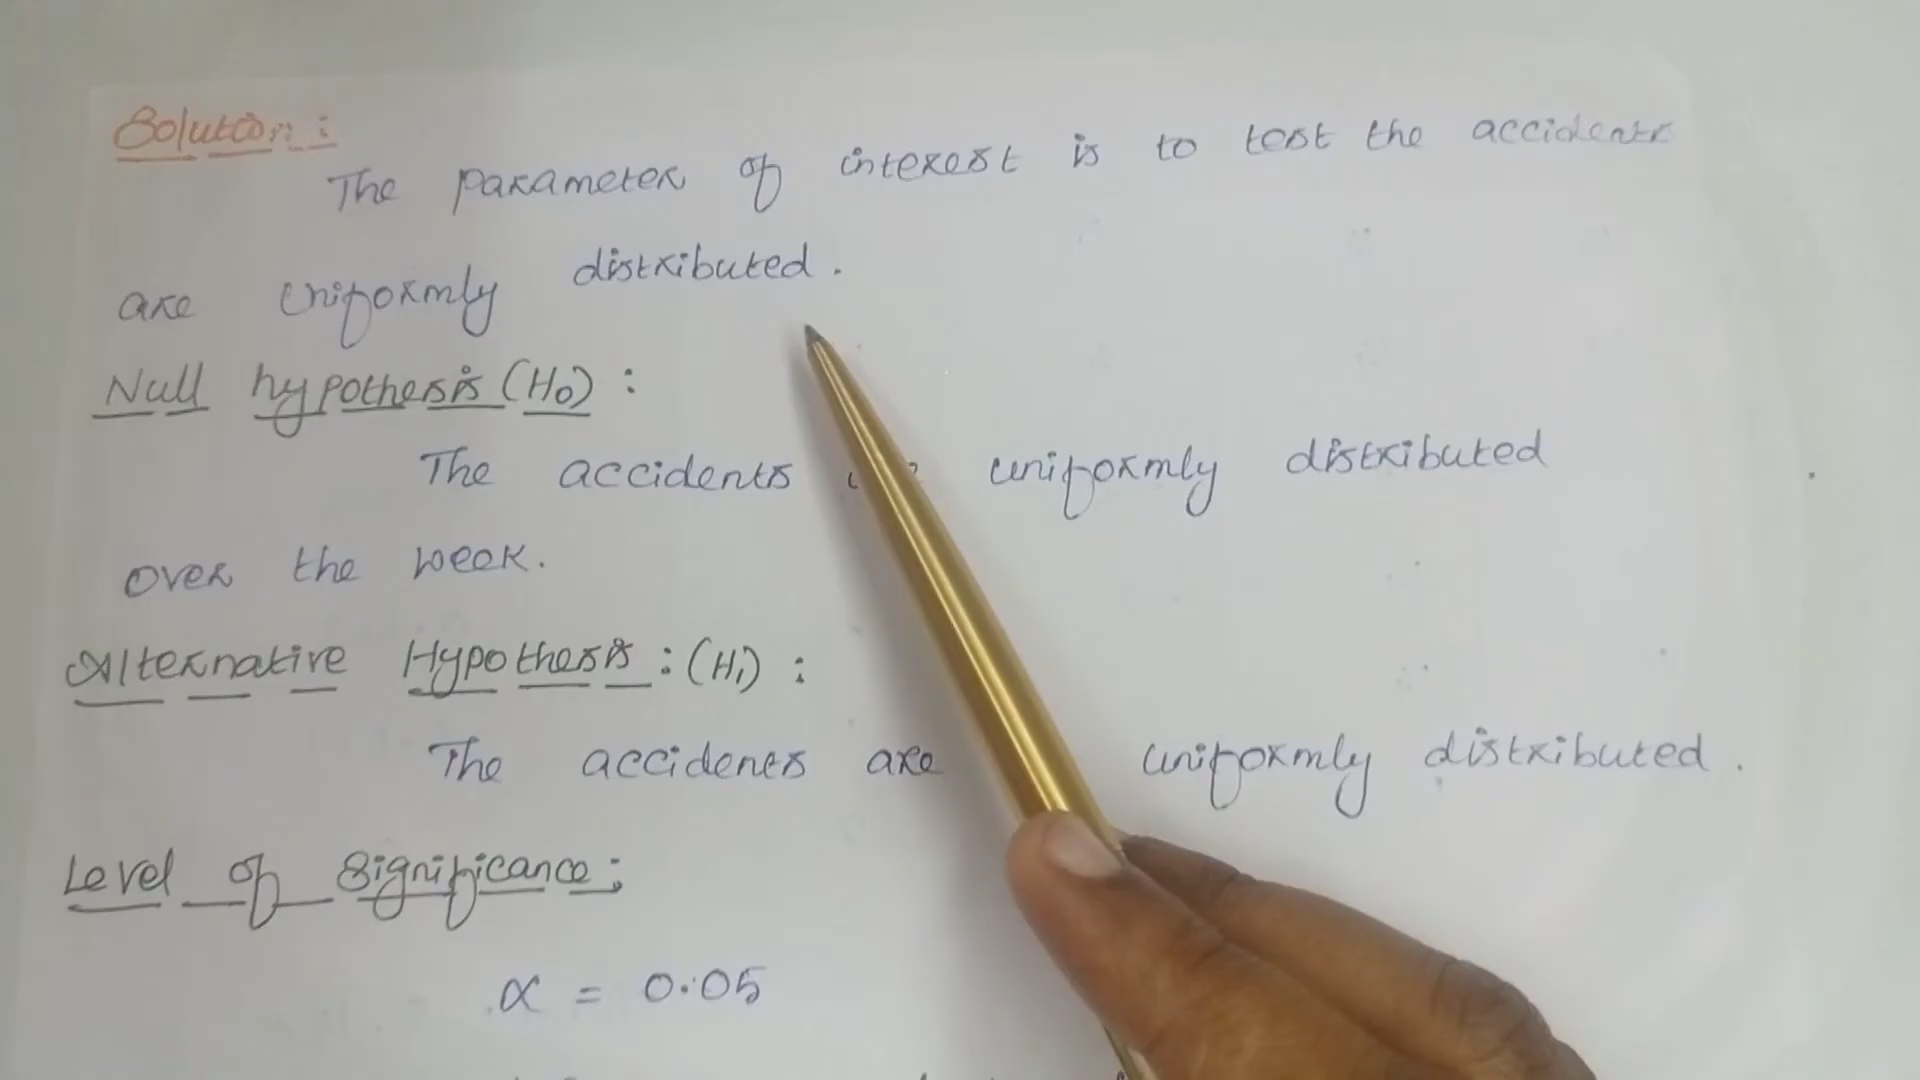 Solution:
The parameter of interest is to test the accidents
are uniformly distributed.
Null hypothesis (H0) :
The accidents uniformly distributed
over the week.
Alternative Hypothesis : (H1) :
The accidents are uniformly distributed.
Level of Significance :
α = 0.05